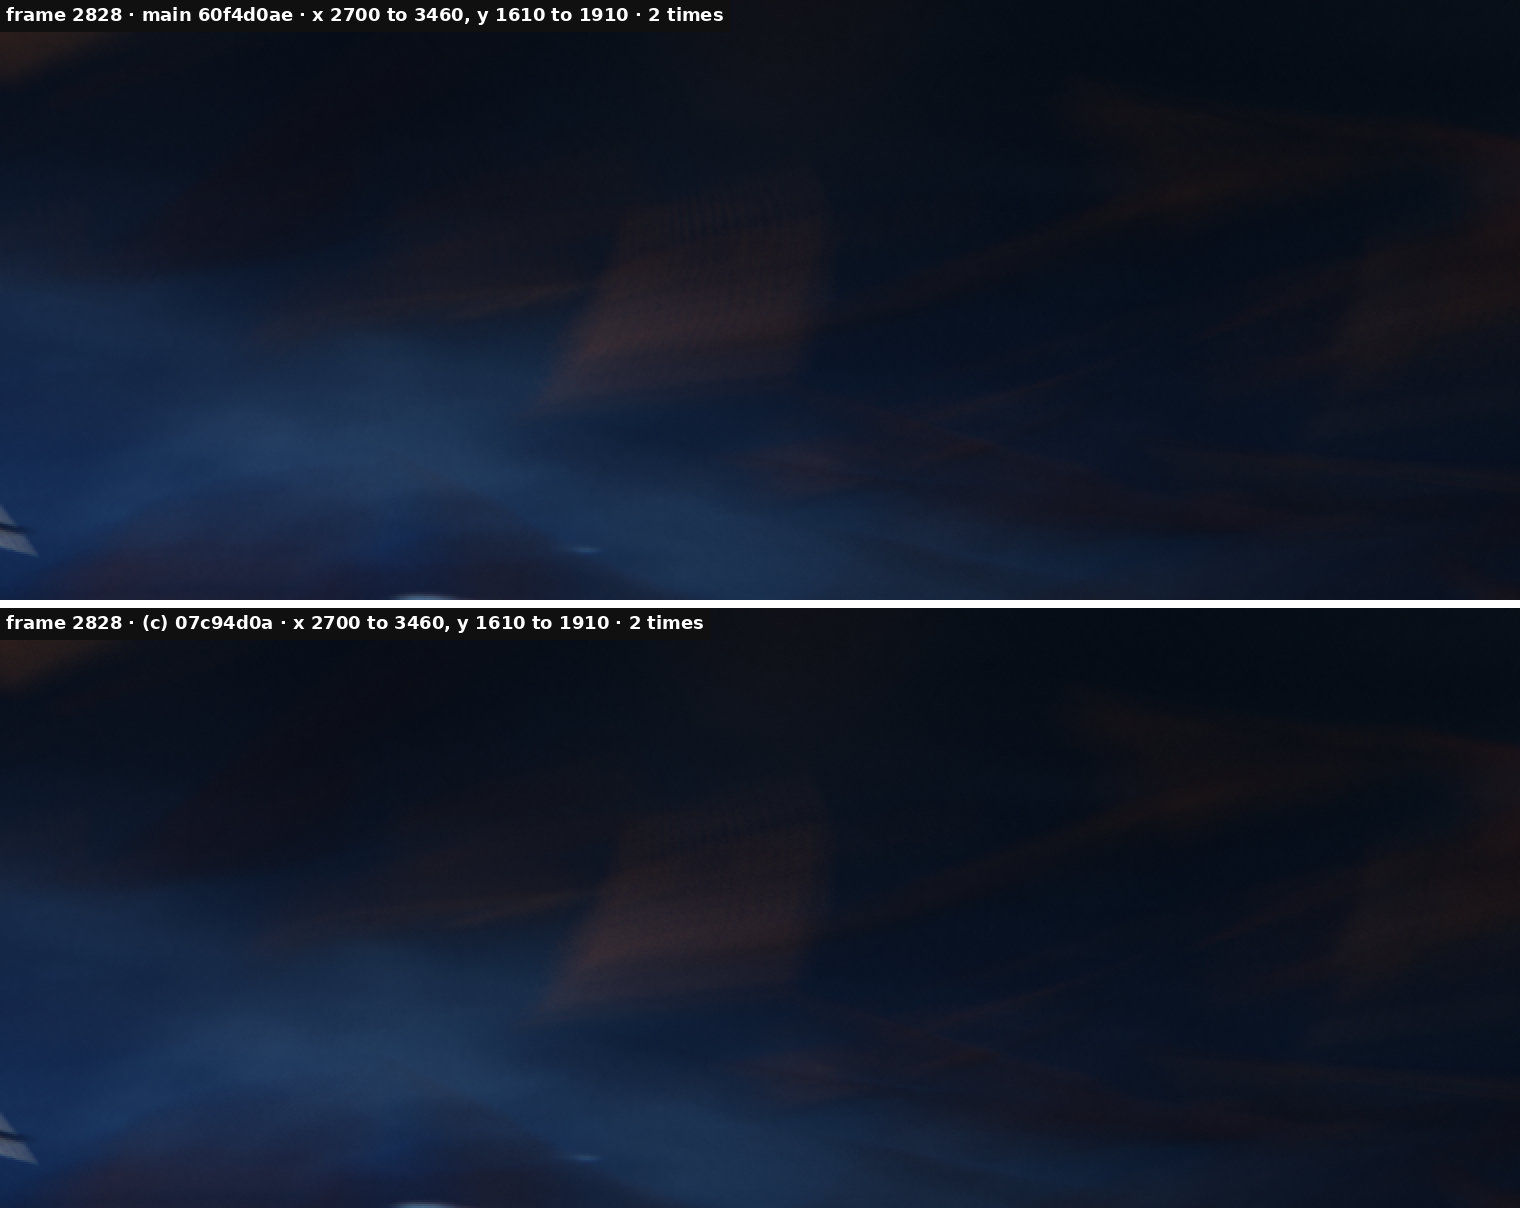 frame 2828 · main 60f4d0ae · x 2700 to 3460, y 1610 to 1910 · 2 times
frame 2828 · (c) 07c94d0a · x 2700 to 3460, y 1610 to 1910 · 2 times